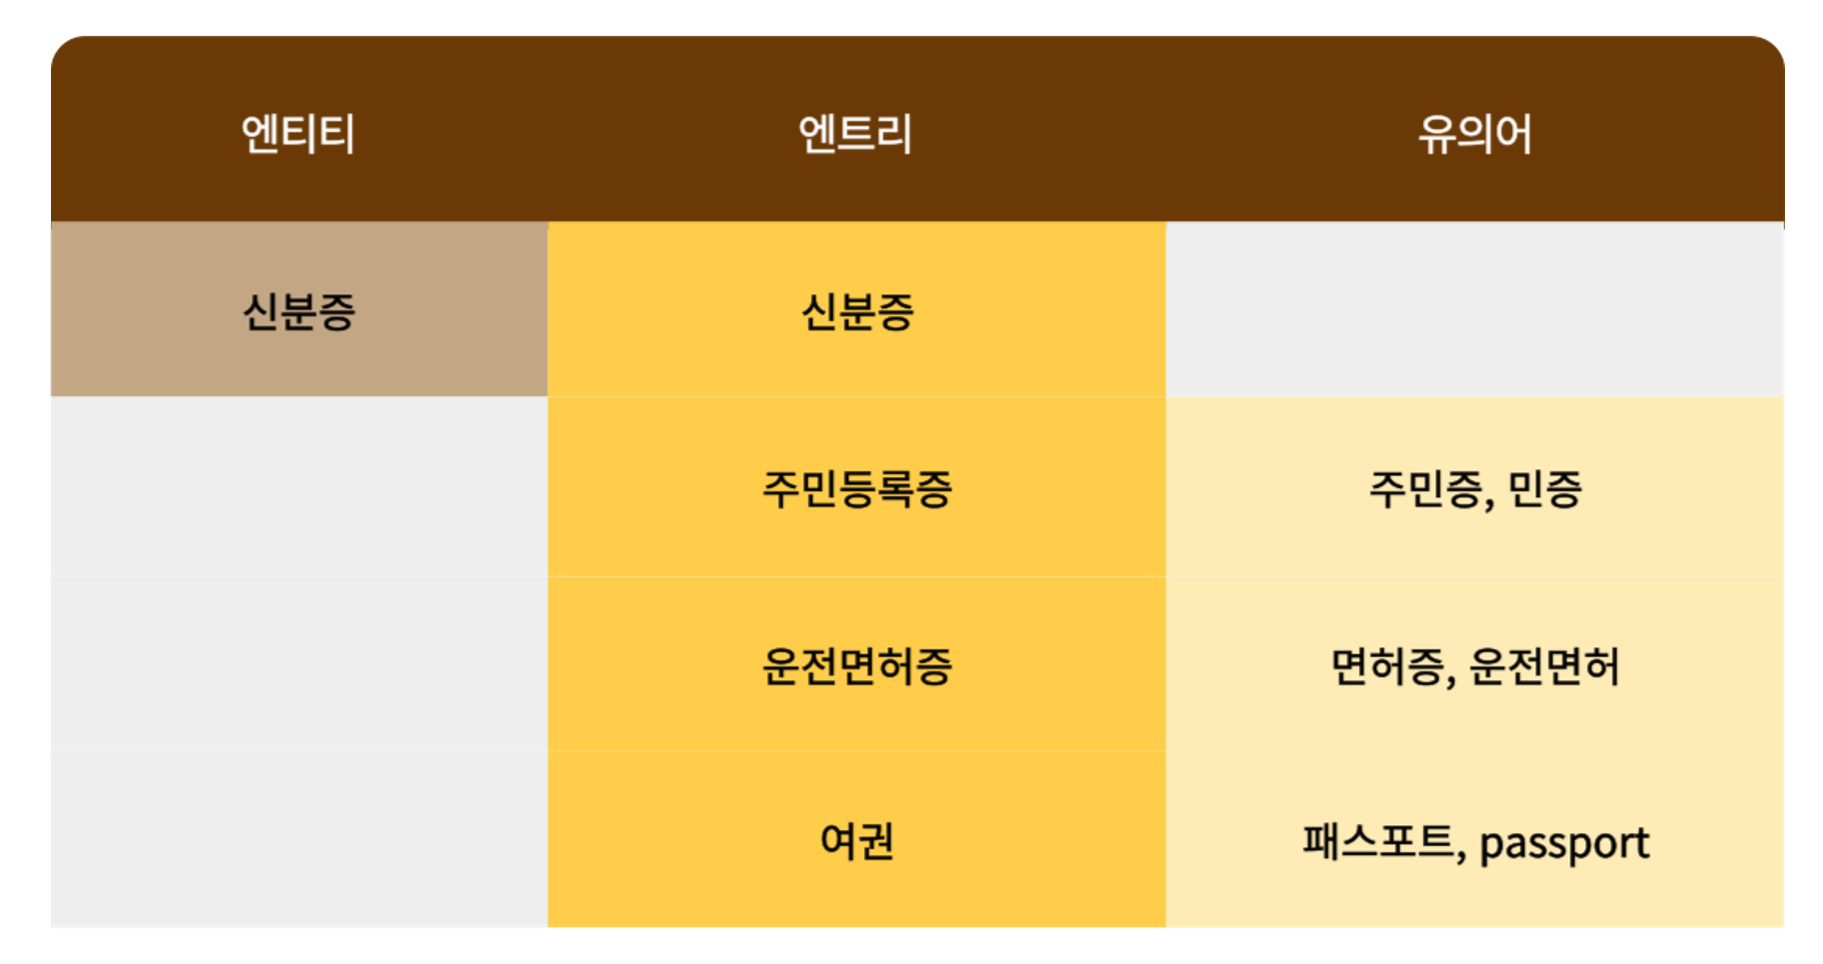 엔티티 엔트리 유의어
신분증 신분증
주민등록증 주민증, 민증
운전면허증 면허증, 운전면허
여권 패스포트, passport